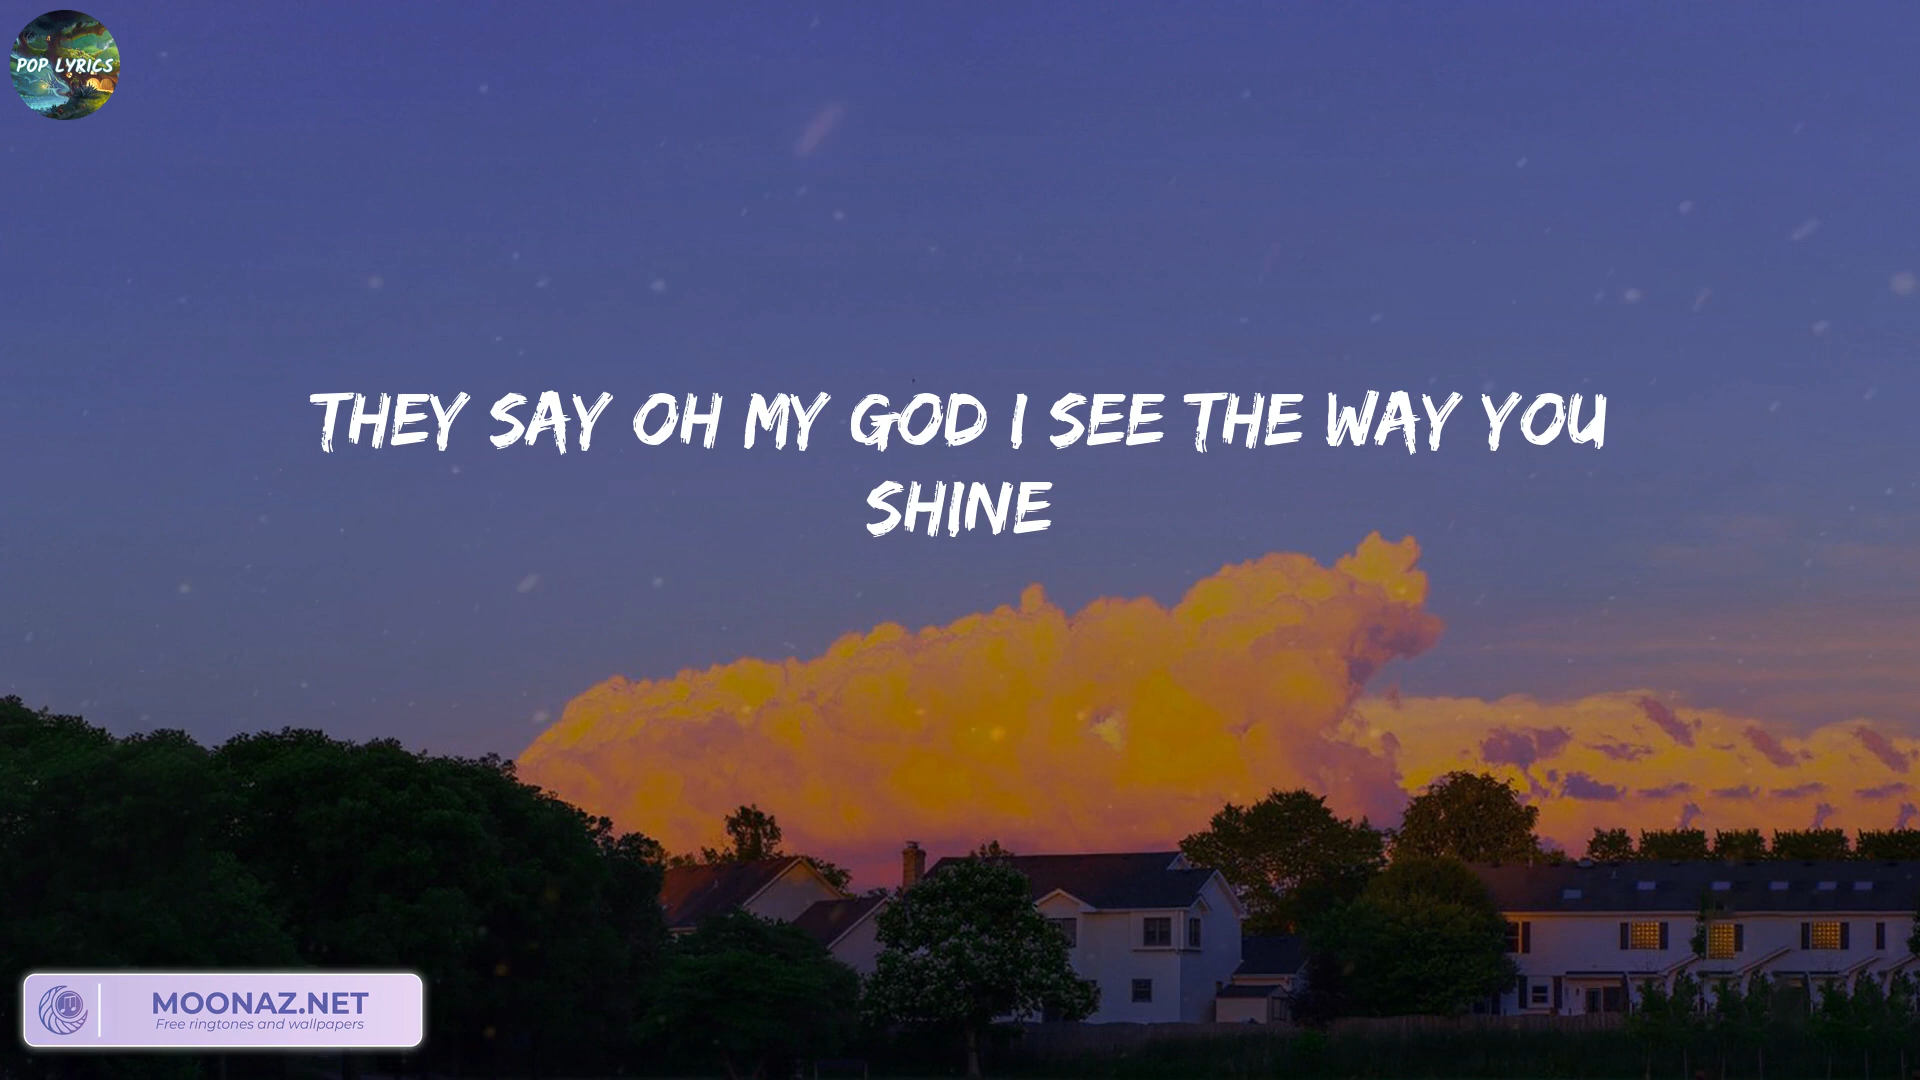 POP LYRICS
THEY SAY OH MY GOD I SEE THE WAY YOU
SHINE
MOONAZ.NET
Free ringtones and wallpapers